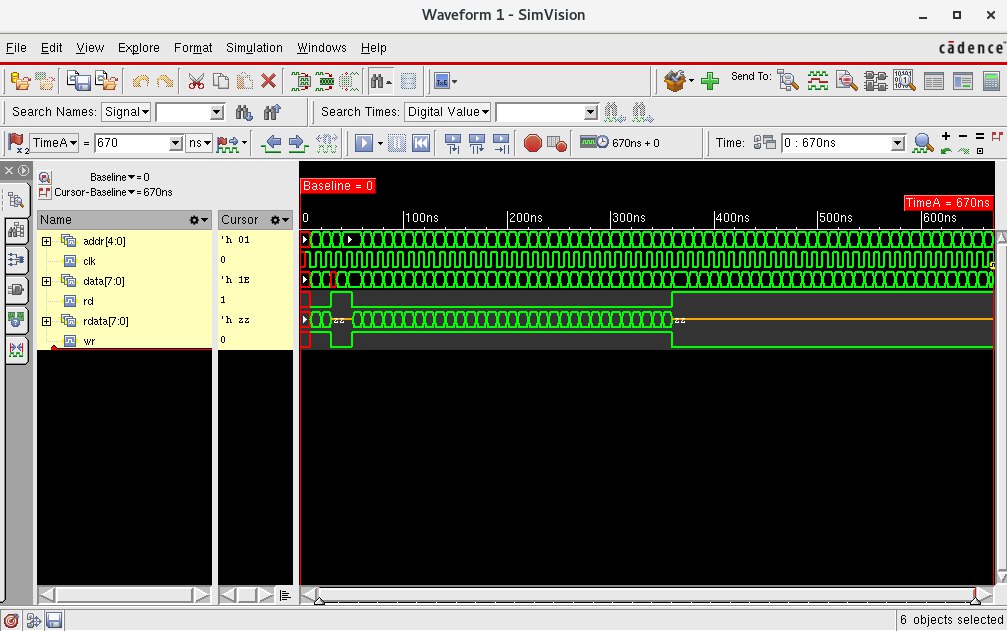 Waveform 1 - SimVision
File Edit View Explore Format Simulation Windows Help
cādence
Send To:
Search Names: Signal Search Times: Digital Value
TimeA = 670 ns 670ns + 0 Time: 0 : 670ns
Baseline = 0
Cursor-Baseline = 670ns
Baseline = 0
TimeA = 670ns
Name Cursor 0 100ns 200ns 300ns 400ns 500ns 600ns
addr[4:0] 'h 01
clk 0
data[7:0] 'h 1E
rd 1
rdata[7:0] 'h zz zz zz
wr 0
6 objects selected